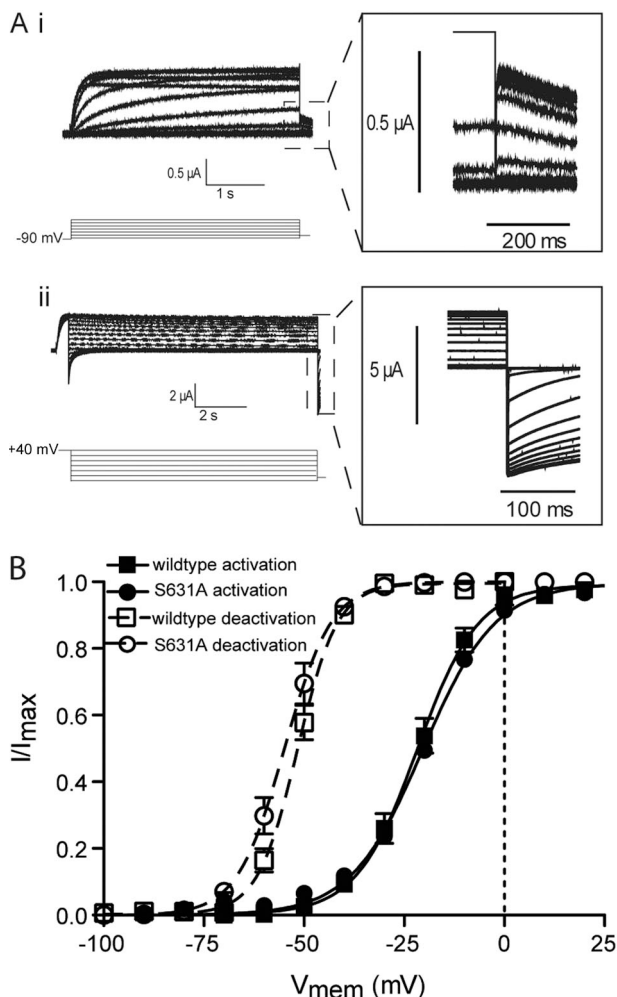 A i
0.5 µA
1 s
-90 mV
0.5 µA
200 ms
ii
2 µA
2 s
+40 mV
5 µA
100 ms
B
wildtype activation
S631A activation
wildtype deactivation
S631A deactivation
1.0
0.8
0.6
0.4
0.2
0.0
I/Imax
-100
-75
-50
-25
0
25
Vmem (mV)